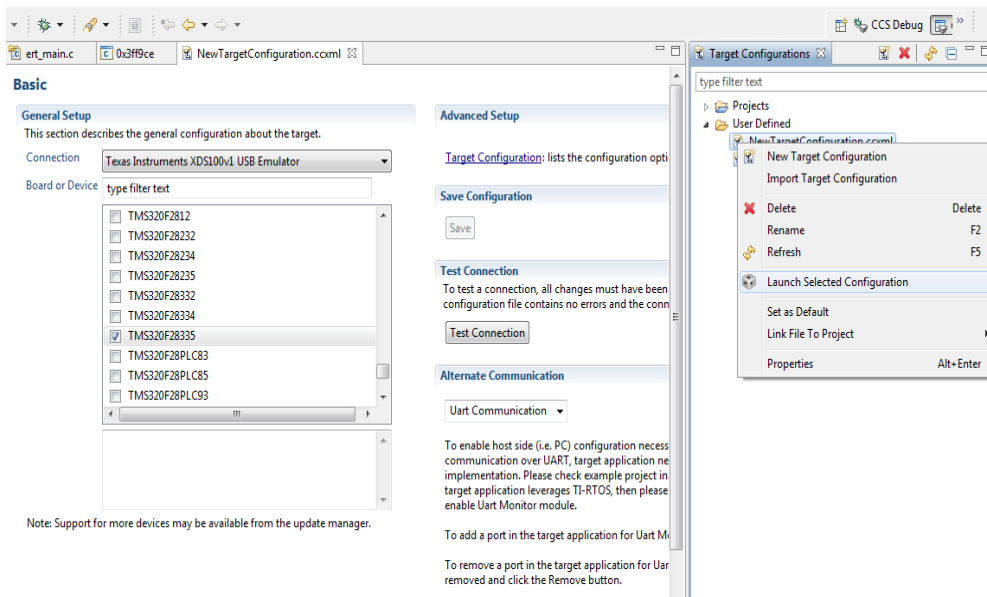 CCS Debug
ert_main.c
0x3ff9ce
NewTargetConfiguration.ccxml
Basic
General Setup
This section describes the general configuration about the target.
Connection
Texas Instruments XDS100v1 USB Emulator
Board or Device
type filter text
TMS320F2812
TMS320F28232
TMS320F28234
TMS320F28235
TMS320F28332
TMS320F28334
TMS320F28335
TMS320F28PLC83
TMS320F28PLC85
TMS320F28PLC93
Note: Support for more devices may be available from the update manager.
Advanced Setup
Target Configuration: lists the configuration opti
Save Configuration
Save
Test Connection
To test a connection, all changes must have been
configuration file contains no errors and the conn
Test Connection
Alternate Communication
Uart Communication
To enable host side (i.e. PC) configuration necess
communication over UART, target application ne
implementation. Please check example project in
target application leverages TI-RTOS, then please
enable Uart Monitor module.
To add a port in the target application for Uart Mo
To remove a port in the target application for Uar
removed and click the Remove button.
Target Configurations
type filter text
Projects
User Defined
NewTargetConfiguration.ccxml
New Target Configuration
Import Target Configuration
Delete Delete
Rename F2
Refresh F5
Launch Selected Configuration
Set as Default
Link File To Project
Properties Alt+Enter